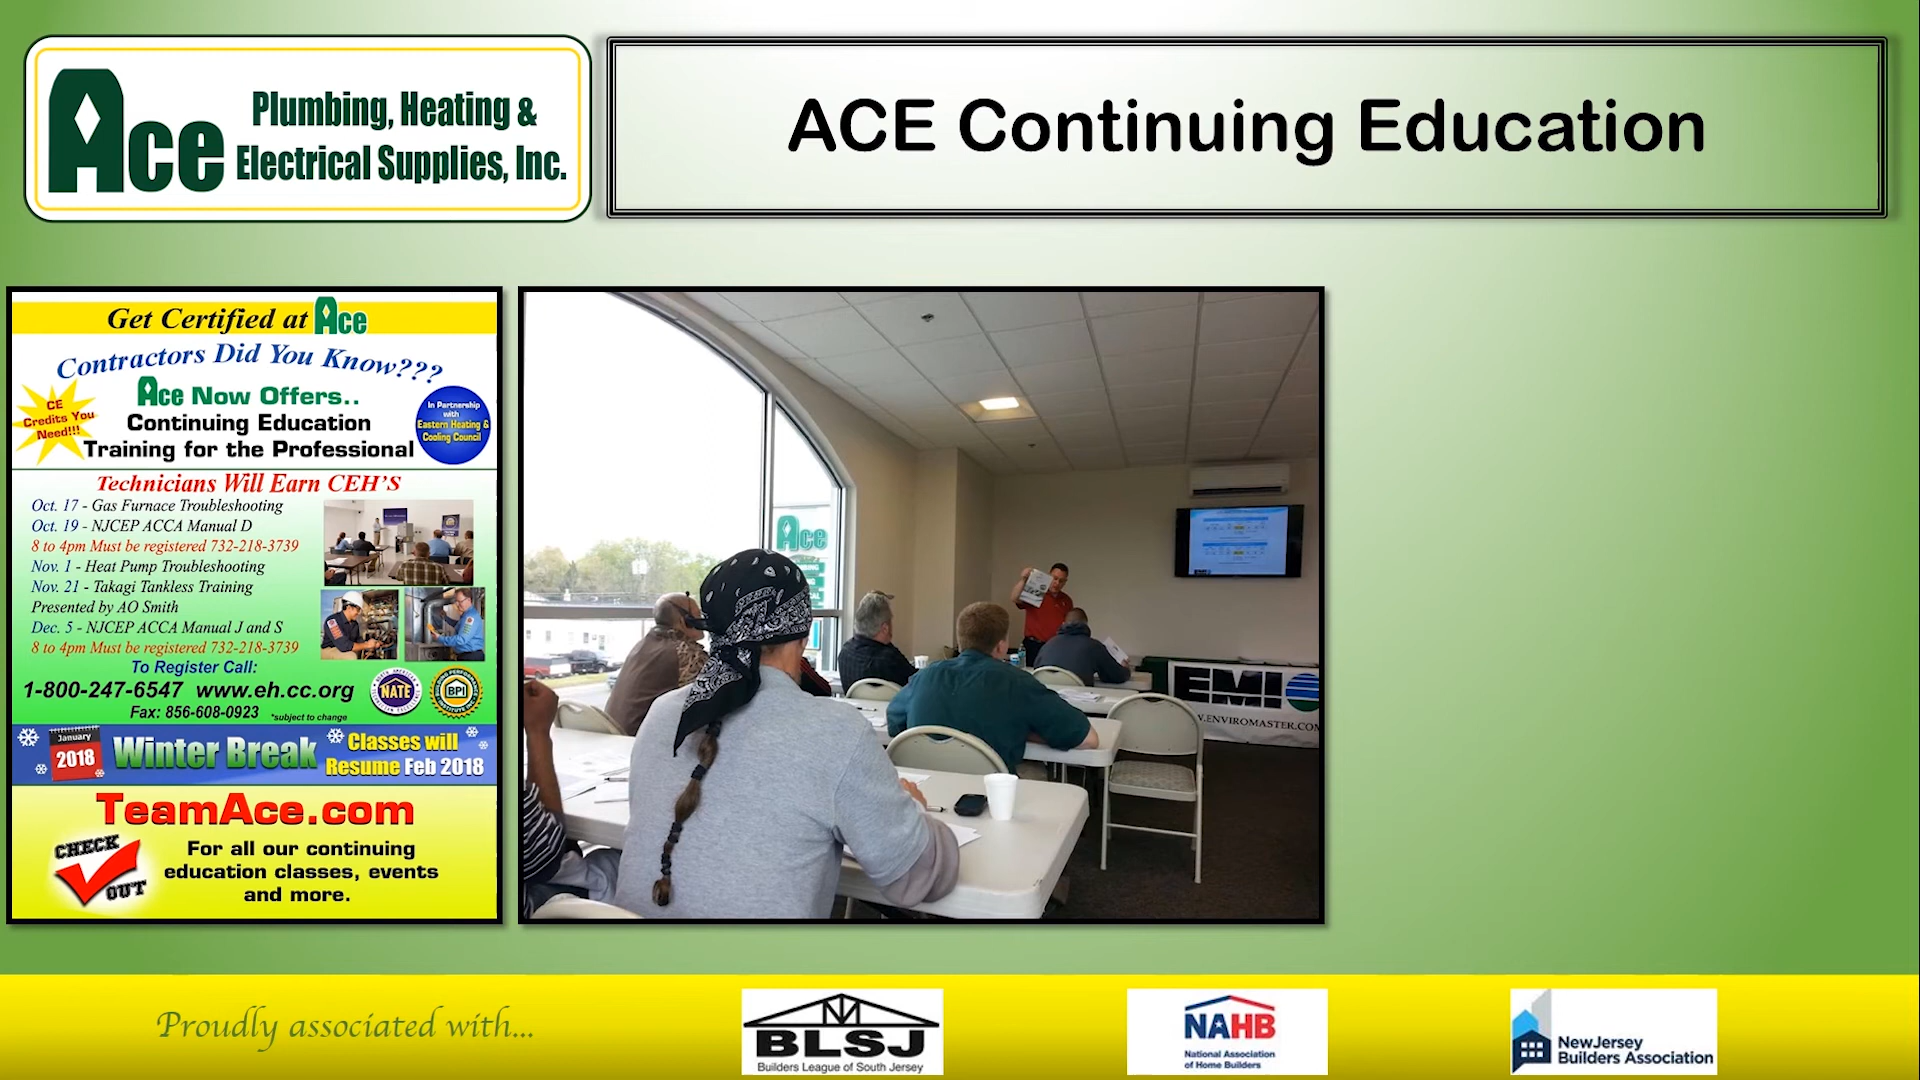 Ace Plumbing, Heating &
Electrical Supplies, Inc.
ACE Continuing Education
Get Certified at Ace
Contractors Did You Know???
Ace Now Offers..
Continuing Education
Training for the Professional
CE
Credits You
Need!!!
In Partnership
with
Eastern Heating &
Cooling Council
Technicians Will Earn CEH'S
Oct. 17 - Gas Furnace Troubleshooting
Oct. 19 - NJCEP ACCA Manual D
8 to 4pm Must be registered 732-218-3739
Nov. 1 - Heat Pump Troubleshooting
Nov. 21 - Takagi Tankless Training
Presented by AO Smith
Dec. 5 - NJCEP ACCA Manual J and S
8 to 4pm Must be registered 732-218-3739
To Register Call:
1-800-247-6547 www.eh.cc.org
Fax: 856-608-0923 *subject to change
NATE
BPI
January
2018
Winter Break
Classes will
Resume Feb 2018
TeamAce.com
CHECK
OUT
For all our continuing
education classes, events
and more.
Ace
EMI
.ENVIROMASTER.COM
EMI
Proudly associated with...
BLSJ
Builders League of South Jersey
NAHB
National Association
of Home Builders
NewJersey
Builders Association